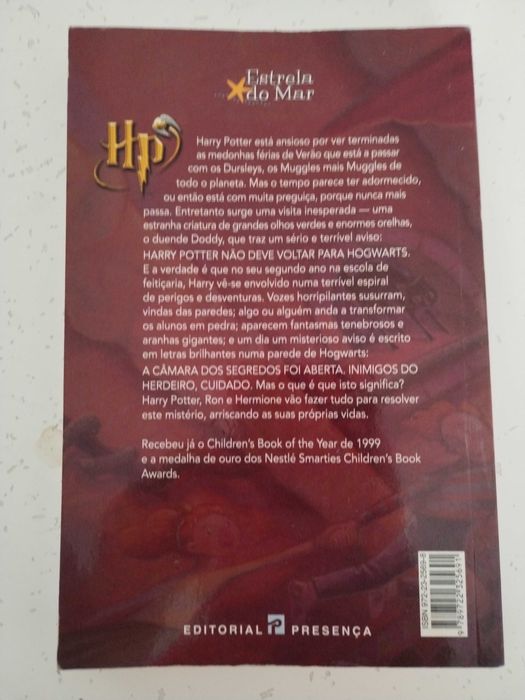 Estrela
do Mar
HP
Harry Potter está ansioso por ver terminadas
as medonhas férias de Verão que está a passar
com os Dursleys, os Muggles mais Muggles de
todo o planeta. Mas o tempo parece ter adormecido,
ou então está com muita preguiça, porque nunca mais
passa. Entretanto surge uma visita inesperada — uma
estranha criatura de grandes olhos verdes e enormes orelhas,
o duende Doddy, que traz um sério e terrível aviso:
HARRY POTTER NÃO DEVE VOLTAR PARA HOGWARTS.
E a verdade é que no seu segundo ano na escola de
feitiçaria, Harry vê-se envolvido numa terrível espiral
de perigos e desventuras. Vozes horripilantes susurram,
vindas das paredes; algo ou alguém anda a transformar
os alunos em pedra; aparecem fantasmas tenebrosos e
aranhas gigantes; e um dia um misterioso aviso é escrito
em letras brilhantes numa parede de Hogwarts:
A CÂMARA DOS SEGREDOS FOI ABERTA. INIMIGOS DO
HERDEIRO, CUIDADO. Mas o que é que isto significa?
Harry Potter, Ron e Hermione vão fazer tudo para resolver
este mistério, arriscando as suas próprias vidas.
Recebeu já o Children's Book of the Year de 1999
e a medalha de ouro dos Nestlé Smarties Children's Book
Awards.
ISBN 972-23-2569-8
9 789722 325691
EDITORIAL P PRESENÇA